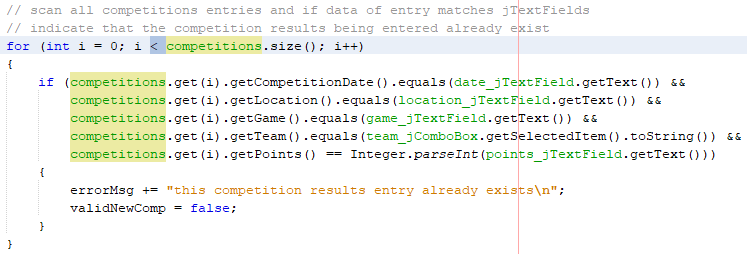 // scan all competitions entries and if data of entry matches jTextFields
// indicate that the competition results being entered already exist
for (int i = 0; i < competitions.size(); i++)
{
    if (competitions.get(i).getCompetitionDate().equals(date_jTextField.getText()) &&
        competitions.get(i).getLocation().equals(location_jTextField.getText()) &&
        competitions.get(i).getGame().equals(game_jTextField.getText()) &&
        competitions.get(i).getTeam().equals(team_jComboBox.getSelectedItem().toString()) &&
        competitions.get(i).getPoints() == Integer.parseInt(points_jTextField.getText()))
    {
        errorMsg += "this competition results entry already exists\n";
        validNewComp = false;
    }
}